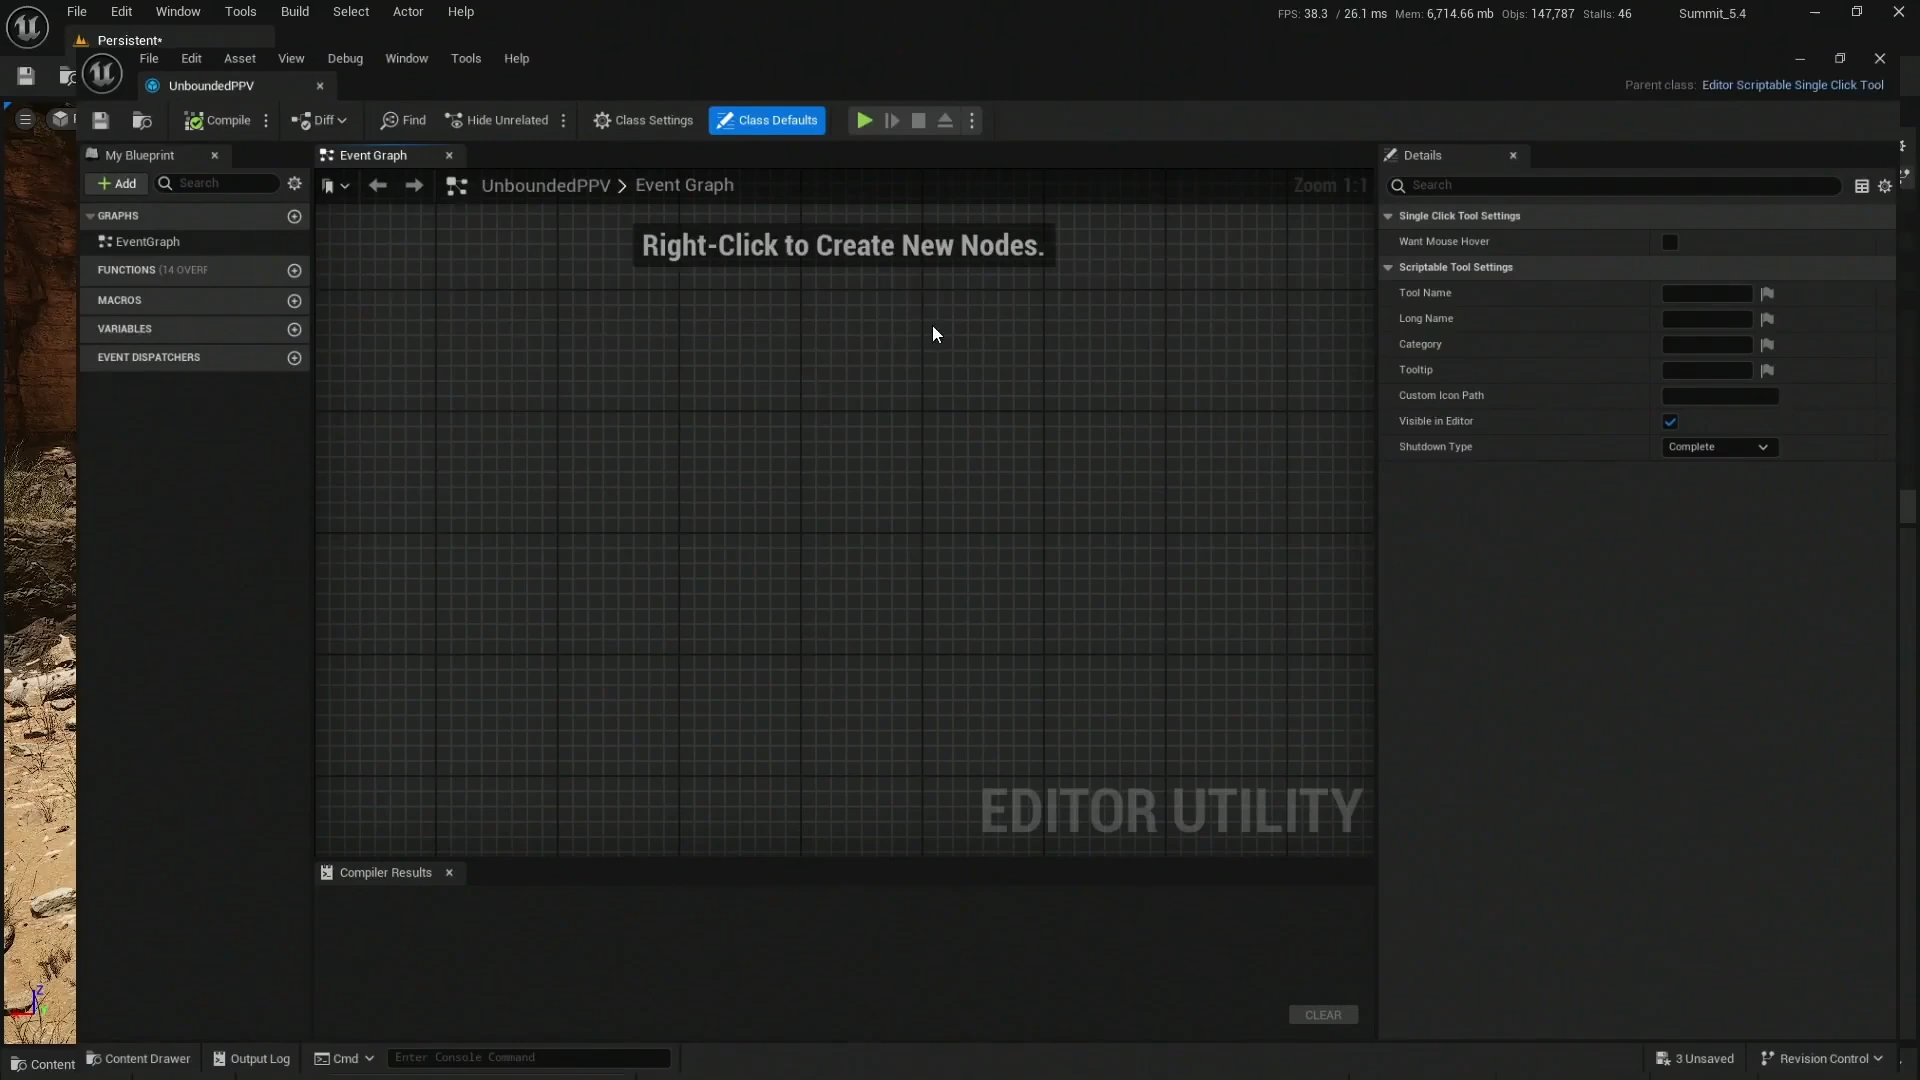 File Edit Window Tools Build Select Actor Help
FPS: 38.3 / 26.1 ms Mem: 6,714.66 mb Objs: 147,787 Stalls: 46 Summit_5.4
Persistent*
File Edit Asset View Debug Window Tools Help
UnboundedPPV
Parent class: Editor Scriptable Single Click Tool
Compile Diff Find Hide Unrelated Class Settings Class Defaults
My Blueprint
Event Graph
Details
Add Search
UnboundedPPV > Event Graph
Zoom 1:1
Search
GRAPHS
EventGraph
FUNCTIONS (14 OVERF
MACROS
VARIABLES
EVENT DISPATCHERS
Right-Click to Create New Nodes.
Single Click Tool Settings
Want Mouse Hover
Scriptable Tool Settings
Tool Name
Long Name
Category
Tooltip
Custom Icon Path
Visible in Editor
Shutdown Type Complete
EDITOR UTILITY
Compiler Results
CLEAR
Z
Content
Content Drawer Output Log Cmd Enter Console Command
3 Unsaved Revision Control